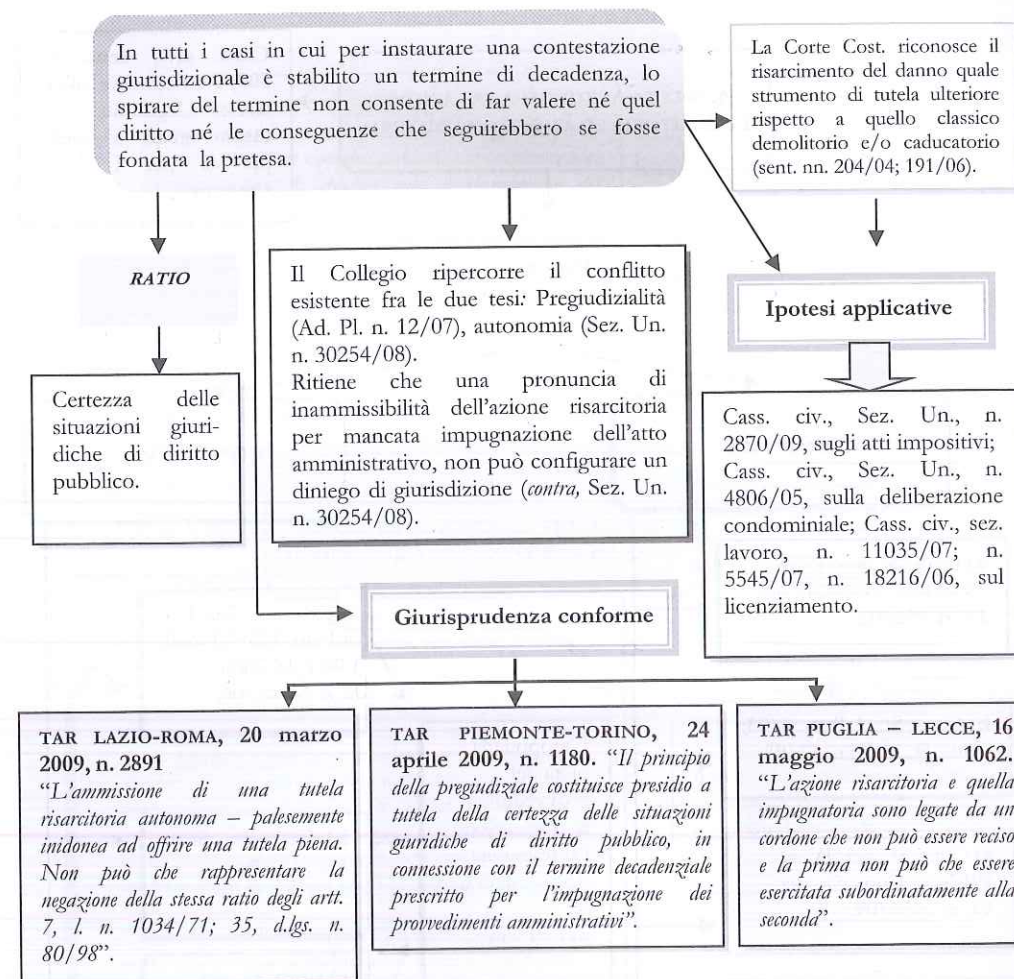 In tutti i casi in cui per instaurare una contestazione
giurisdizionale è stabilito un termine di decadenza, lo
spirare del termine non consente di far valere né quel
diritto né le conseguenze che seguirebbero se fosse
fondata la pretesa.
La Corte Cost. riconosce il
risarcimento del danno quale
strumento di tutela ulteriore
rispetto a quello classico
demolitorio e/o caducatorio
(sent. nn. 204/04; 191/06).
RATIO
Certezza delle
situazioni giuri-
diche di diritto
pubblico.
Il Collegio ripercorre il conflitto
esistente fra le due tesi: Pregiudizialità
(Ad. Pl. n. 12/07), autonomia (Sez. Un.
n. 30254/08).
Ritiene che una pronuncia di
inammissibilità dell'azione risarcitoria
per mancata impugnazione dell'atto
amministrativo, non può configurare un
diniego di giurisdizione (contra, Sez. Un.
n. 30254/08).
Ipotesi applicative
Cass. civ., Sez. Un., n.
2870/09, sugli atti impositivi;
Cass. civ., Sez. Un., n.
4806/05, sulla deliberazione
condominiale; Cass. civ., sez.
lavoro, n. 11035/07; n.
5545/07, n. 18216/06, sul
licenziamento.
Giurisprudenza conforme
TAR LAZIO-ROMA, 20 marzo
2009, n. 2891
“L'ammissione di una tutela
risarcitoria autonoma – palesemente
inidonea ad offrire una tutela piena.
Non può che rappresentare la
negazione della stessa ratio degli artt.
7, l. n. 1034/71; 35, d.lgs. n.
80/98”.
TAR PIEMONTE-TORINO, 24
aprile 2009, n. 1180. “Il principio
della pregiudiziale costituisce presidio a
tutela della certezza delle situazioni
giuridiche di diritto pubblico, in
connessione con il termine decadenziale
prescritto per l'impugnazione dei
provvedimenti amministrativi”.
TAR PUGLIA – LECCE, 16
maggio 2009, n. 1062.
“L'azione risarcitoria e quella
impugnatoria sono legate da un
cordone che non può essere reciso
e la prima non può che essere
esercitata subordinatamente alla
seconda”.